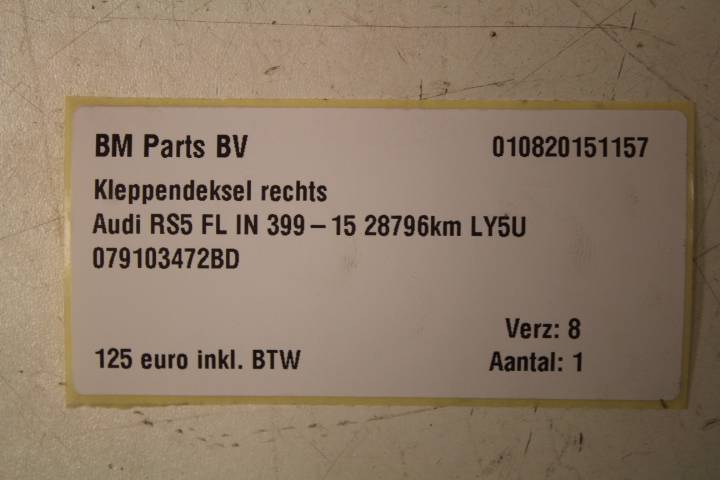 BM Parts BV 010820151157
Kleppendeksel rechts
Audi RS5 FL IN 399 – 15 28796km LY5U
079103472BD
Verz: 8
125 euro inkl. BTW Aantal: 1